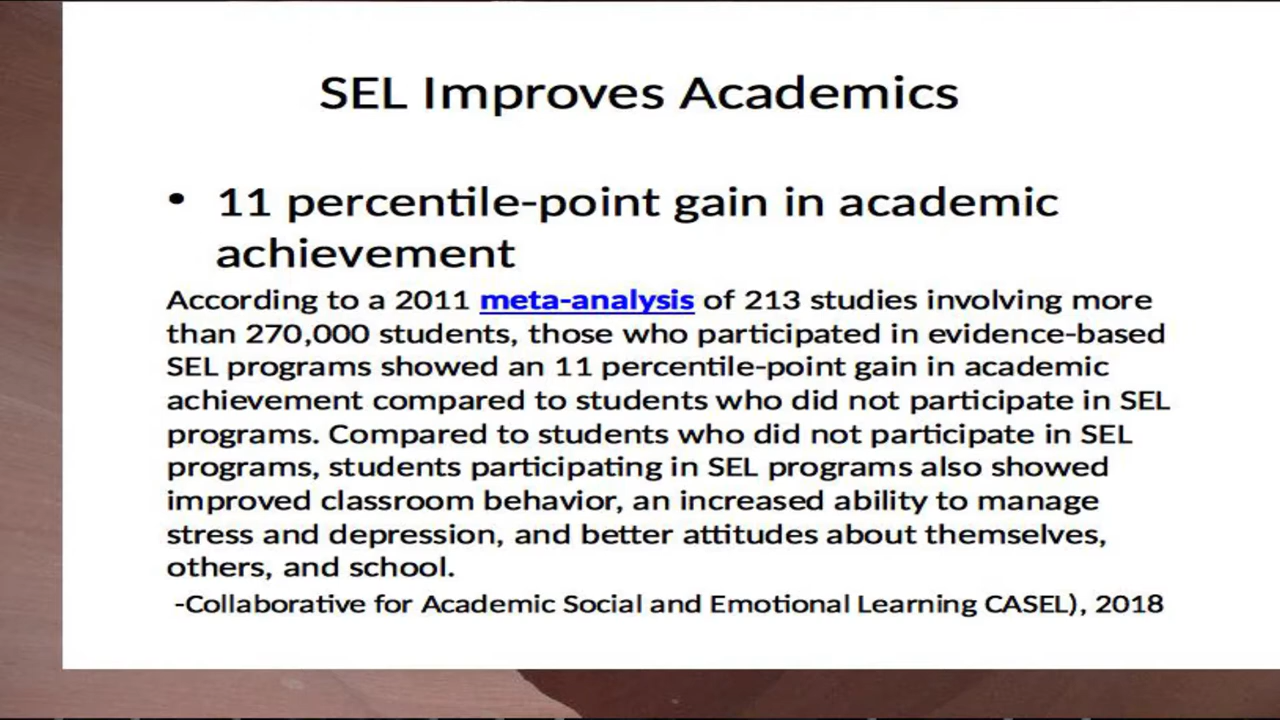 SEL Improves Academics
• 11 percentile-point gain in academic
achievement
According to a 2011 meta-analysis of 213 studies involving more
than 270,000 students, those who participated in evidence-based
SEL programs showed an 11 percentile-point gain in academic
achievement compared to students who did not participate in SEL
programs. Compared to students who did not participate in SEL
programs, students participating in SEL programs also showed
improved classroom behavior, an increased ability to manage
stress and depression, and better attitudes about themselves,
others, and school.
-Collaborative for Academic Social and Emotional Learning CASEL), 2018